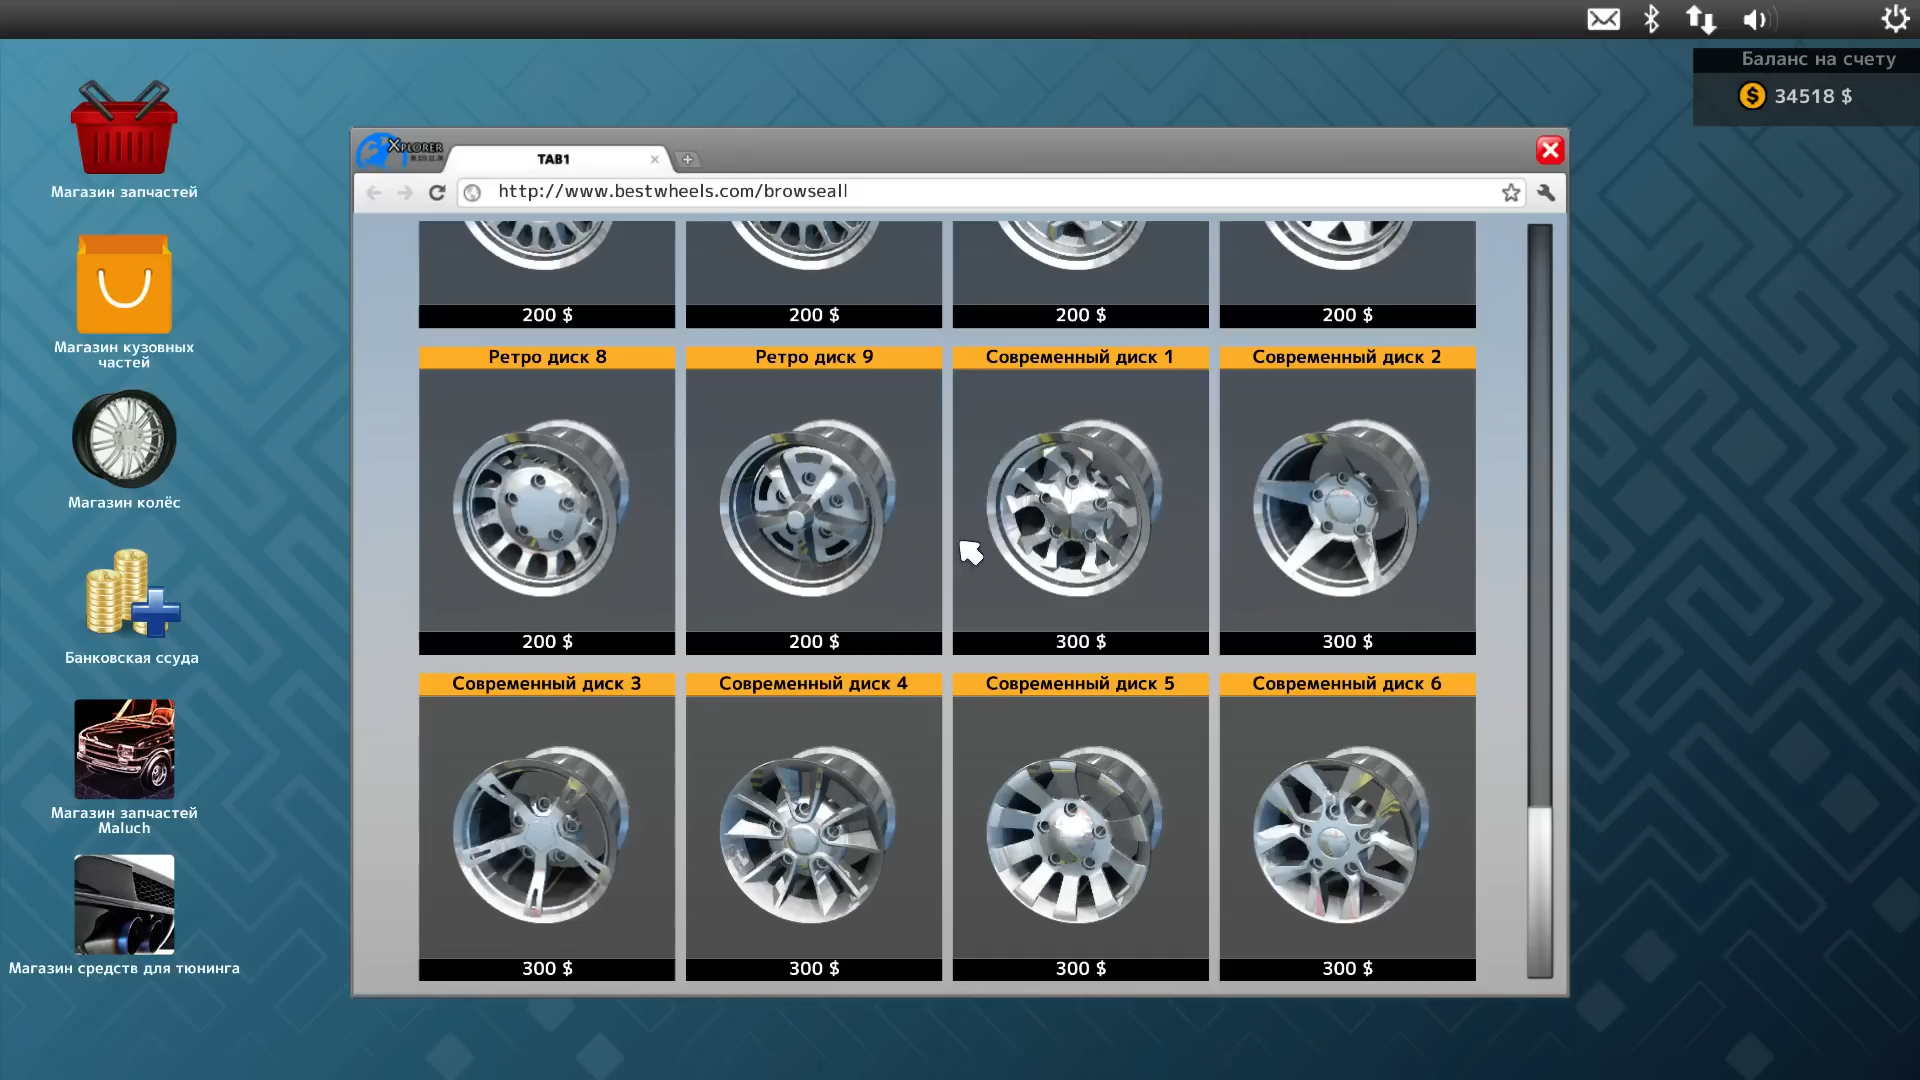 Баланс на счету
34518 $
Магазин запчастей
Магазин кузовных
частей
Магазин колёс
Банковская ссуда
Магазин запчастей
Maluch
Магазин средств для тюнинга
XPLORER
TAB1
http://www.bestwheels.com/browseall
200 $
200 $
200 $
200 $
Ретро диск 8
Ретро диск 9
Современный диск 1
Современный диск 2
200 $
200 $
300 $
300 $
Современный диск 3
Современный диск 4
Современный диск 5
Современный диск 6
300 $
300 $
300 $
300 $